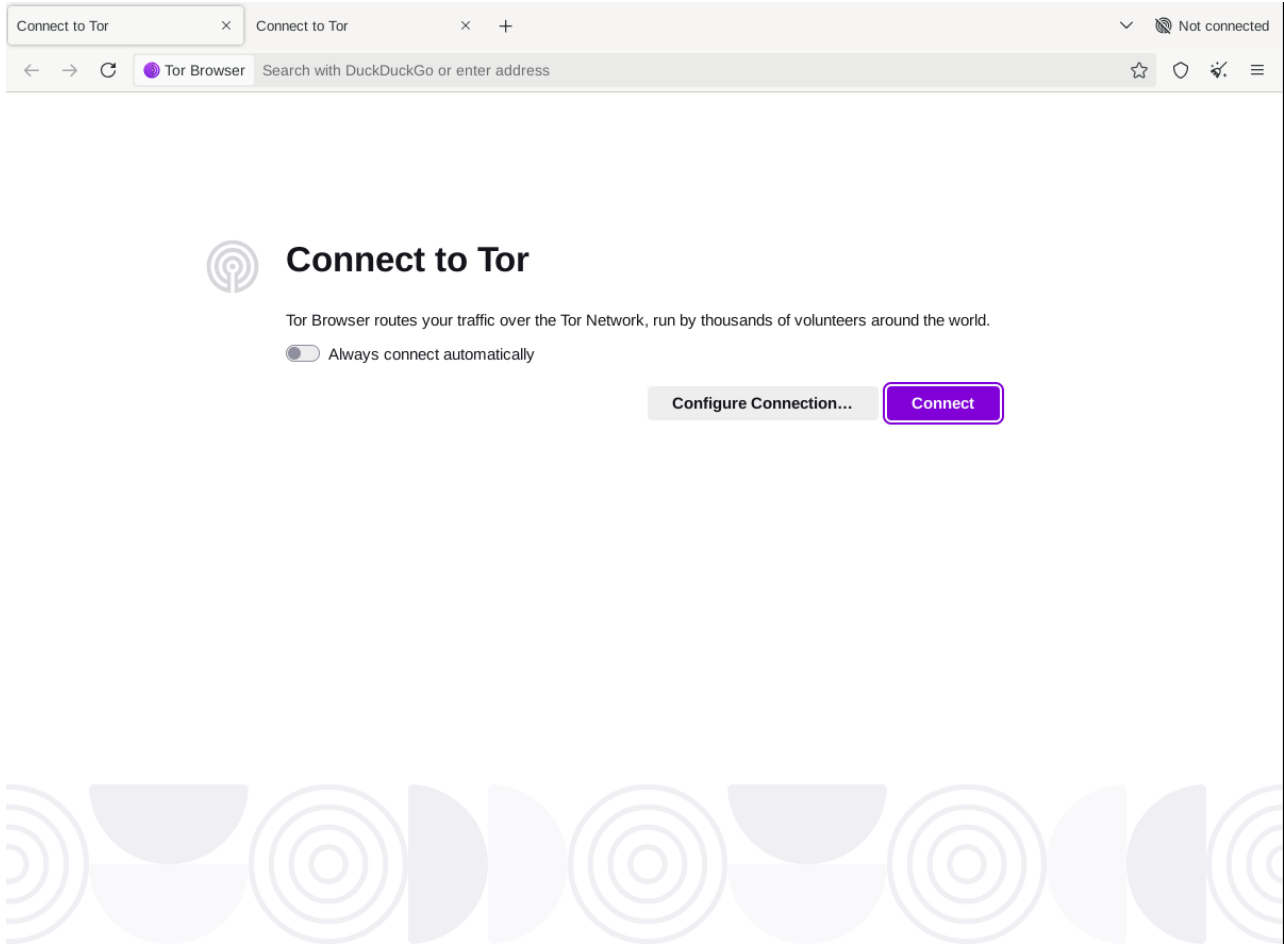 Connect to Tor
Connect to Tor
Not connected
Tor Browser
Search with DuckDuckGo or enter address
Connect to Tor
Tor Browser routes your traffic over the Tor Network, run by thousands of volunteers around the world.
Always connect automatically
Configure Connection…
Connect